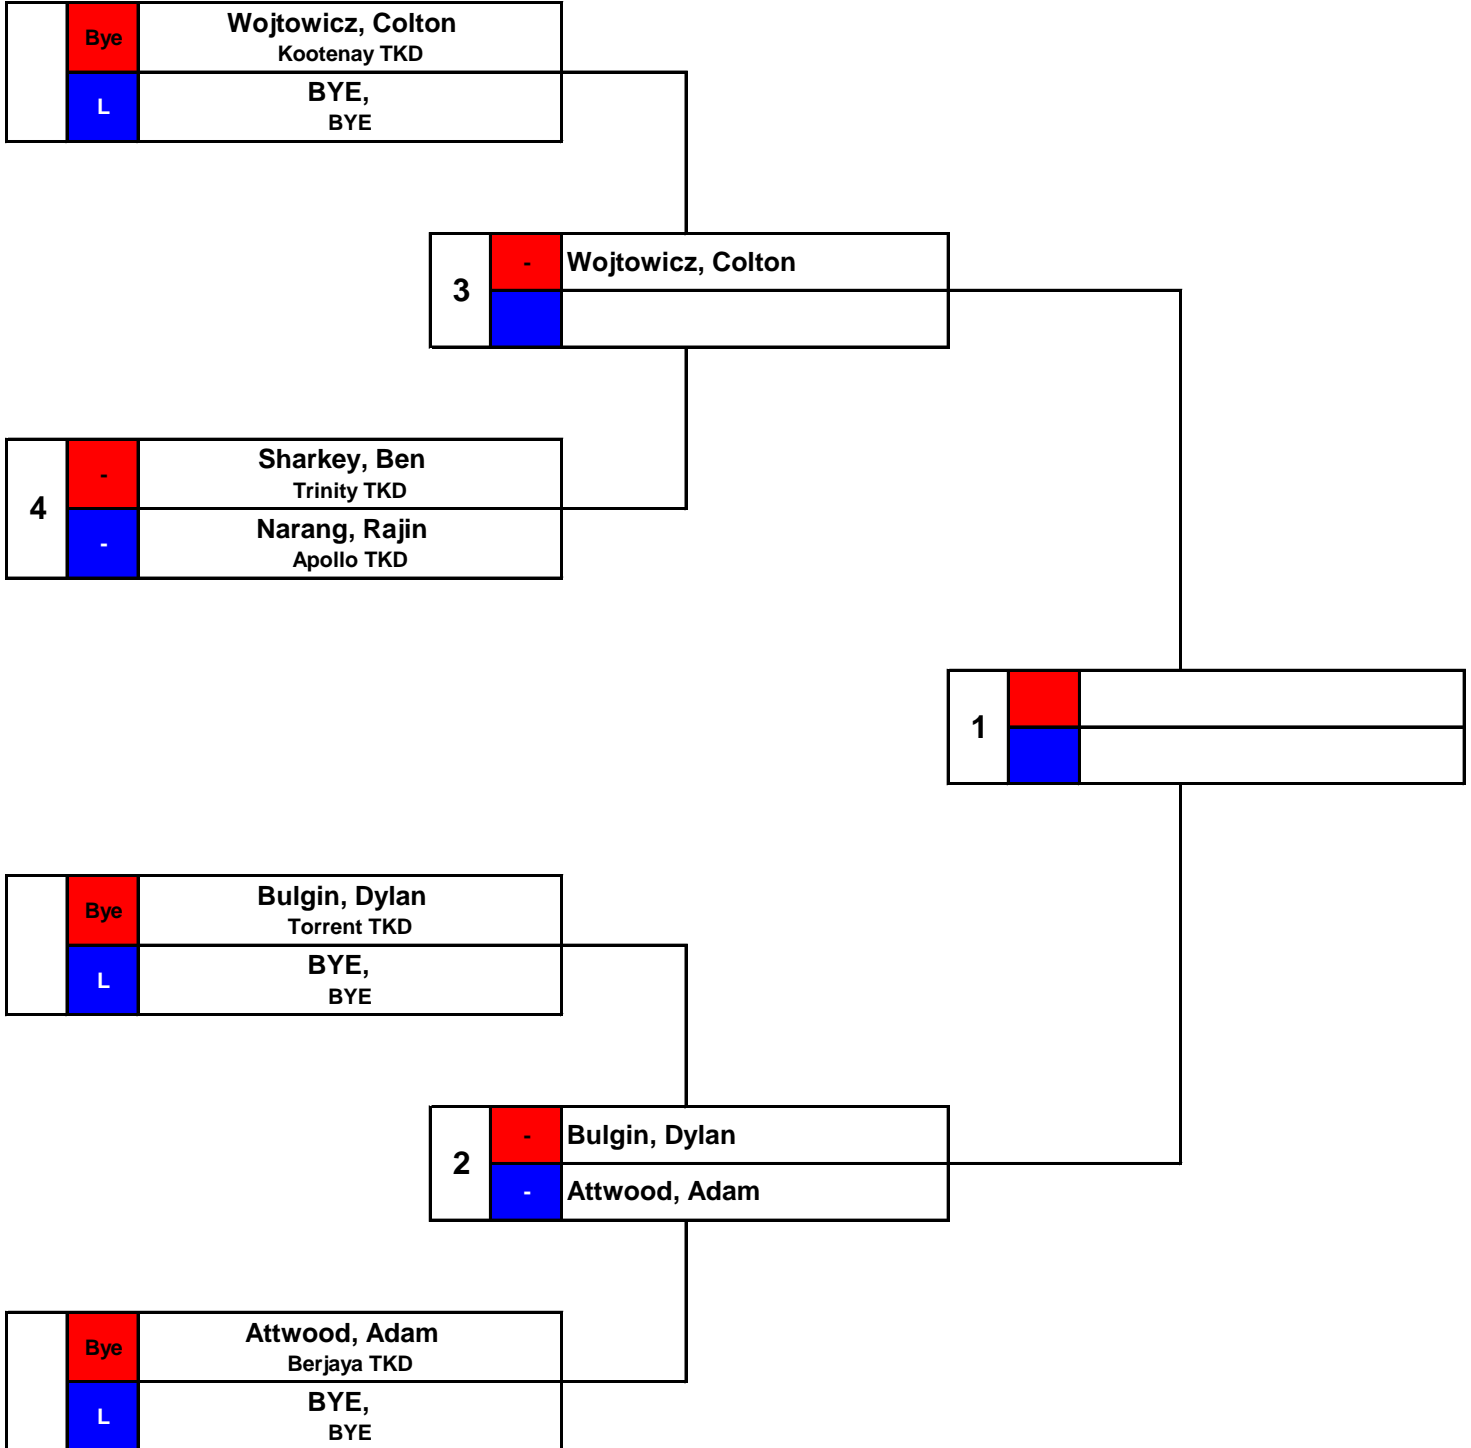 Bye
Wojtowicz, Colton
Kootenay TKD
L
BYE,
BYE
3
-
Wojtowicz, Colton
4
-
Sharkey, Ben
Trinity TKD
-
Narang, Rajin
Apollo TKD
1
Bye
Bulgin, Dylan
Torrent TKD
L
BYE,
BYE
2
-
Bulgin, Dylan
-
Attwood, Adam
Bye
Attwood, Adam
Berjaya TKD
L
BYE,
BYE